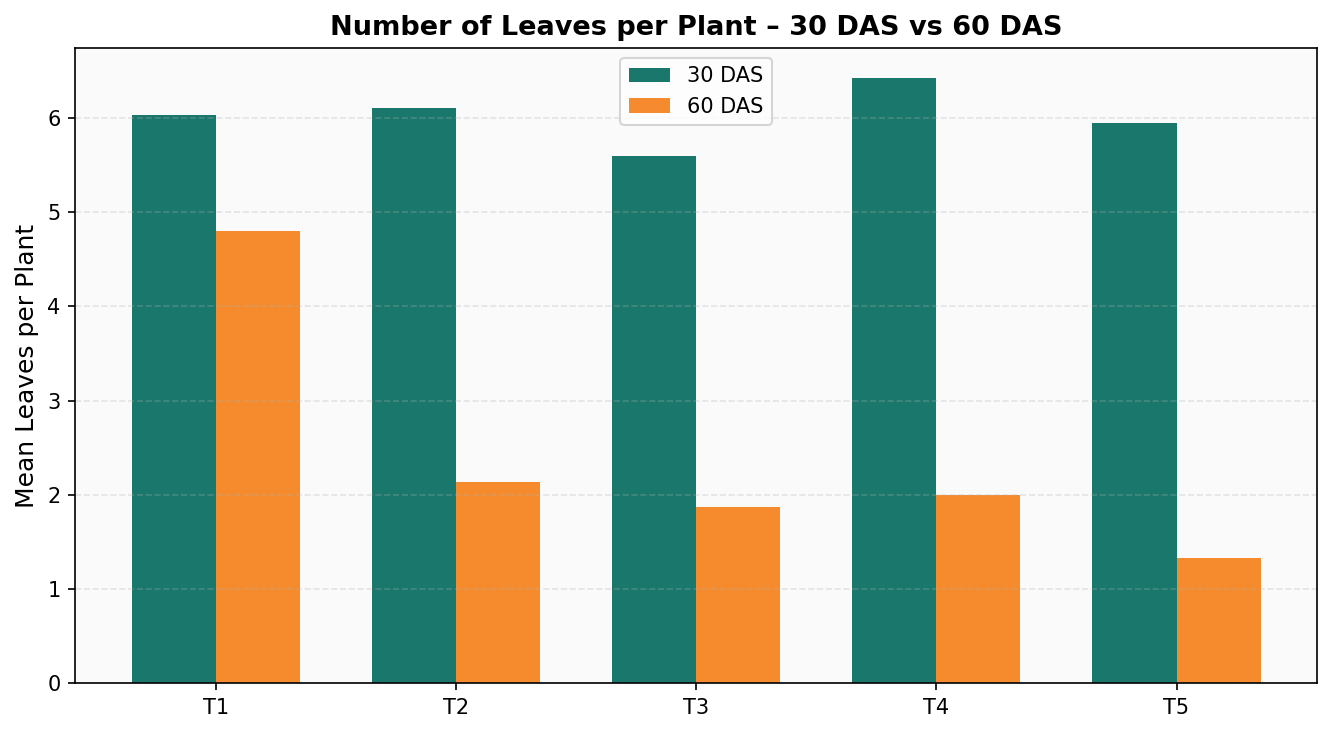 Number of Leaves per Plant – 30 DAS vs 60 DAS
30 DAS
60 DAS
Mean Leaves per Plant
6
5
4
3
2
1
0
T1 T2 T3 T4 T5